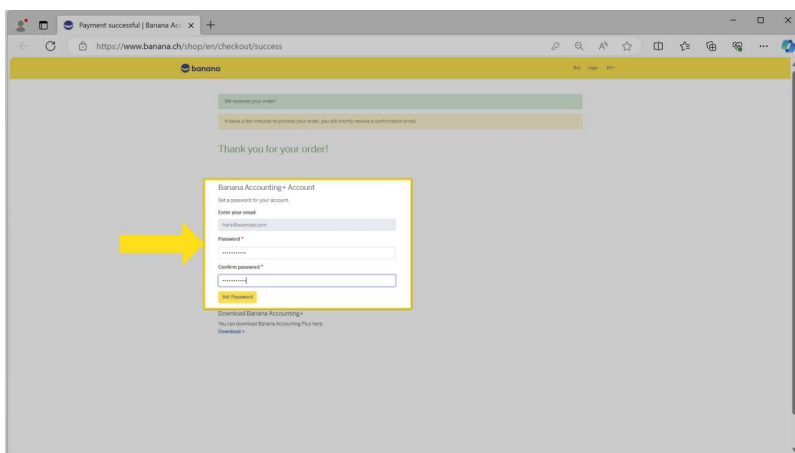 Payment successful | Banana Acc
https://www.banana.ch/shop/en/checkout/success
banana
Buy Login EN
We received your order!
It takes a few minutes to process your order, you will shortly receive a confirmation email.
Thank you for your order!
Banana Accounting+ Account
Set a password for your account.
Enter your email
frank@example.com
Password *
Confirm password *
Set Password
Download Banana Accounting+
You can download Banana Accounting Plus here.
Download >